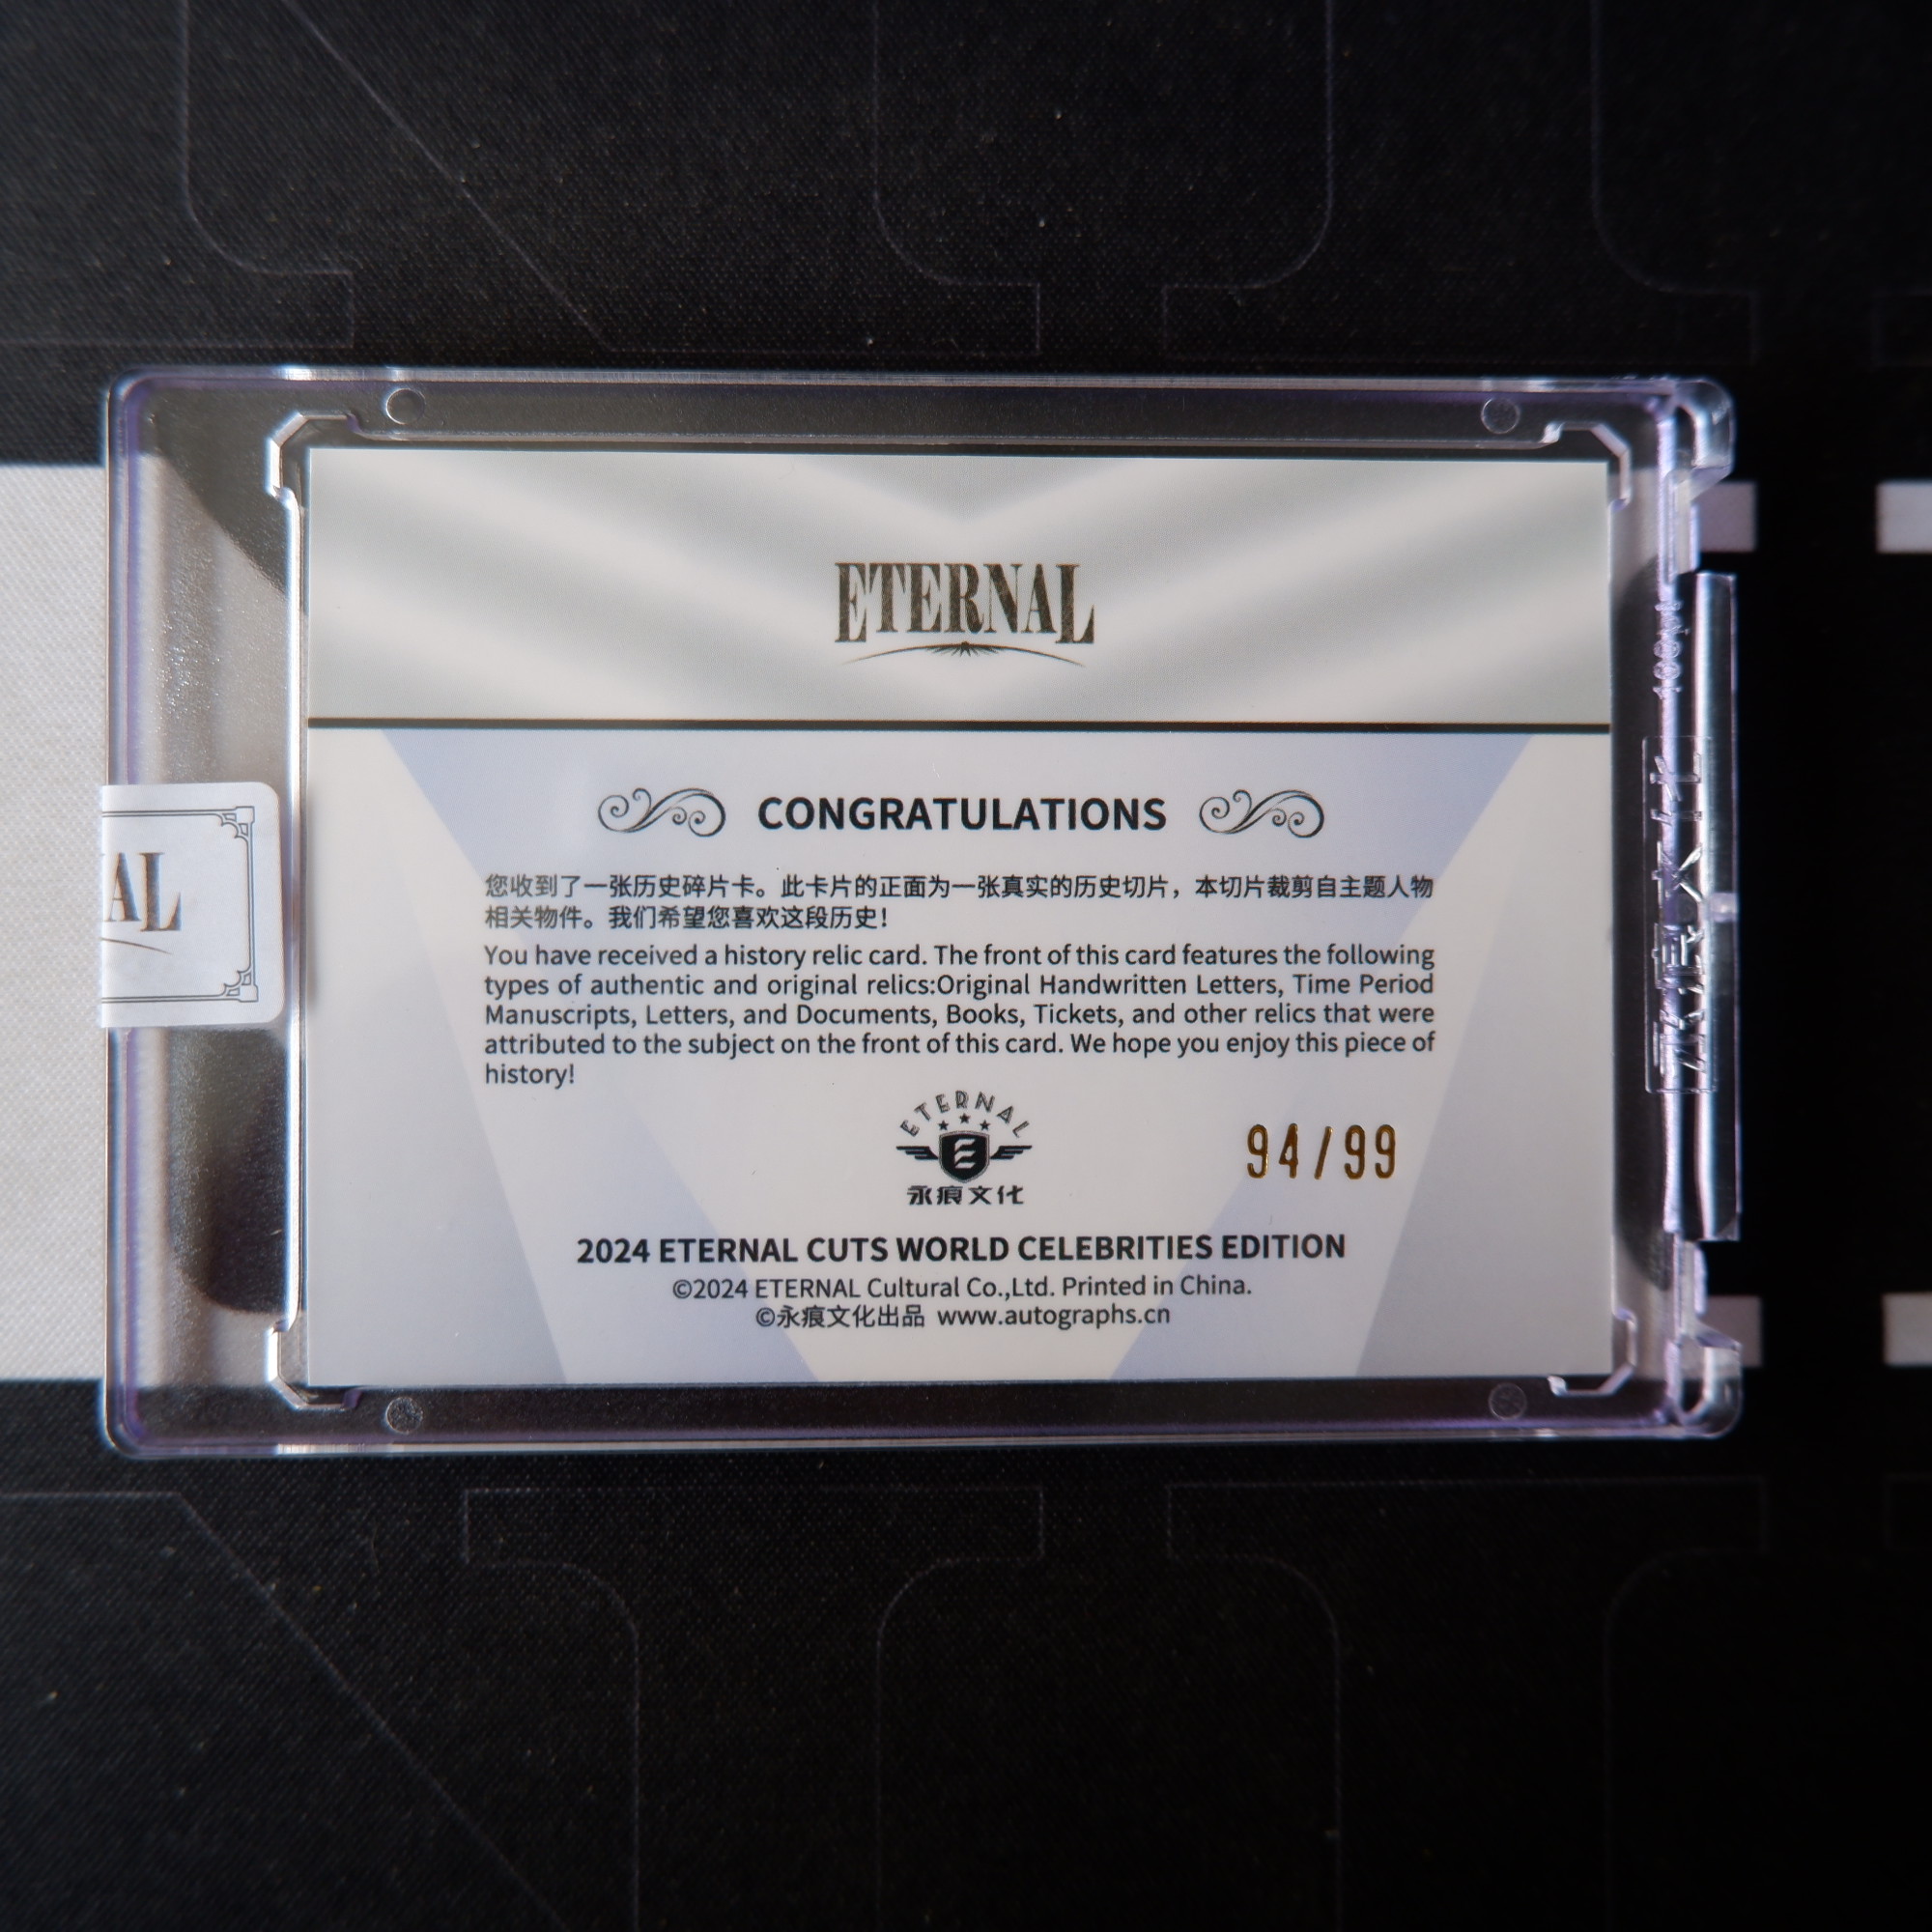 ETERNAL
CONGRATULATIONS
您收到了一张历史碎片卡。此卡片的正面为一张真实的历史切片，本切片裁剪自主题人物
相关物件。我们希望您喜欢这段历史！
You have received a history relic card. The front of this card features the following
types of authentic and original relics:Original Handwritten Letters, Time Period
Manuscripts, Letters, and Documents, Books, Tickets, and other relics that were
attributed to the subject on the front of this card. We hope you enjoy this piece of
history!
ETERNAL
永痕文化
94/99
2024 ETERNAL CUTS WORLD CELEBRITIES EDITION
©2024 ETERNAL Cultural Co.,Ltd. Printed in China.
©永痕文化出品 www.autographs.cn
AL
永痕文化